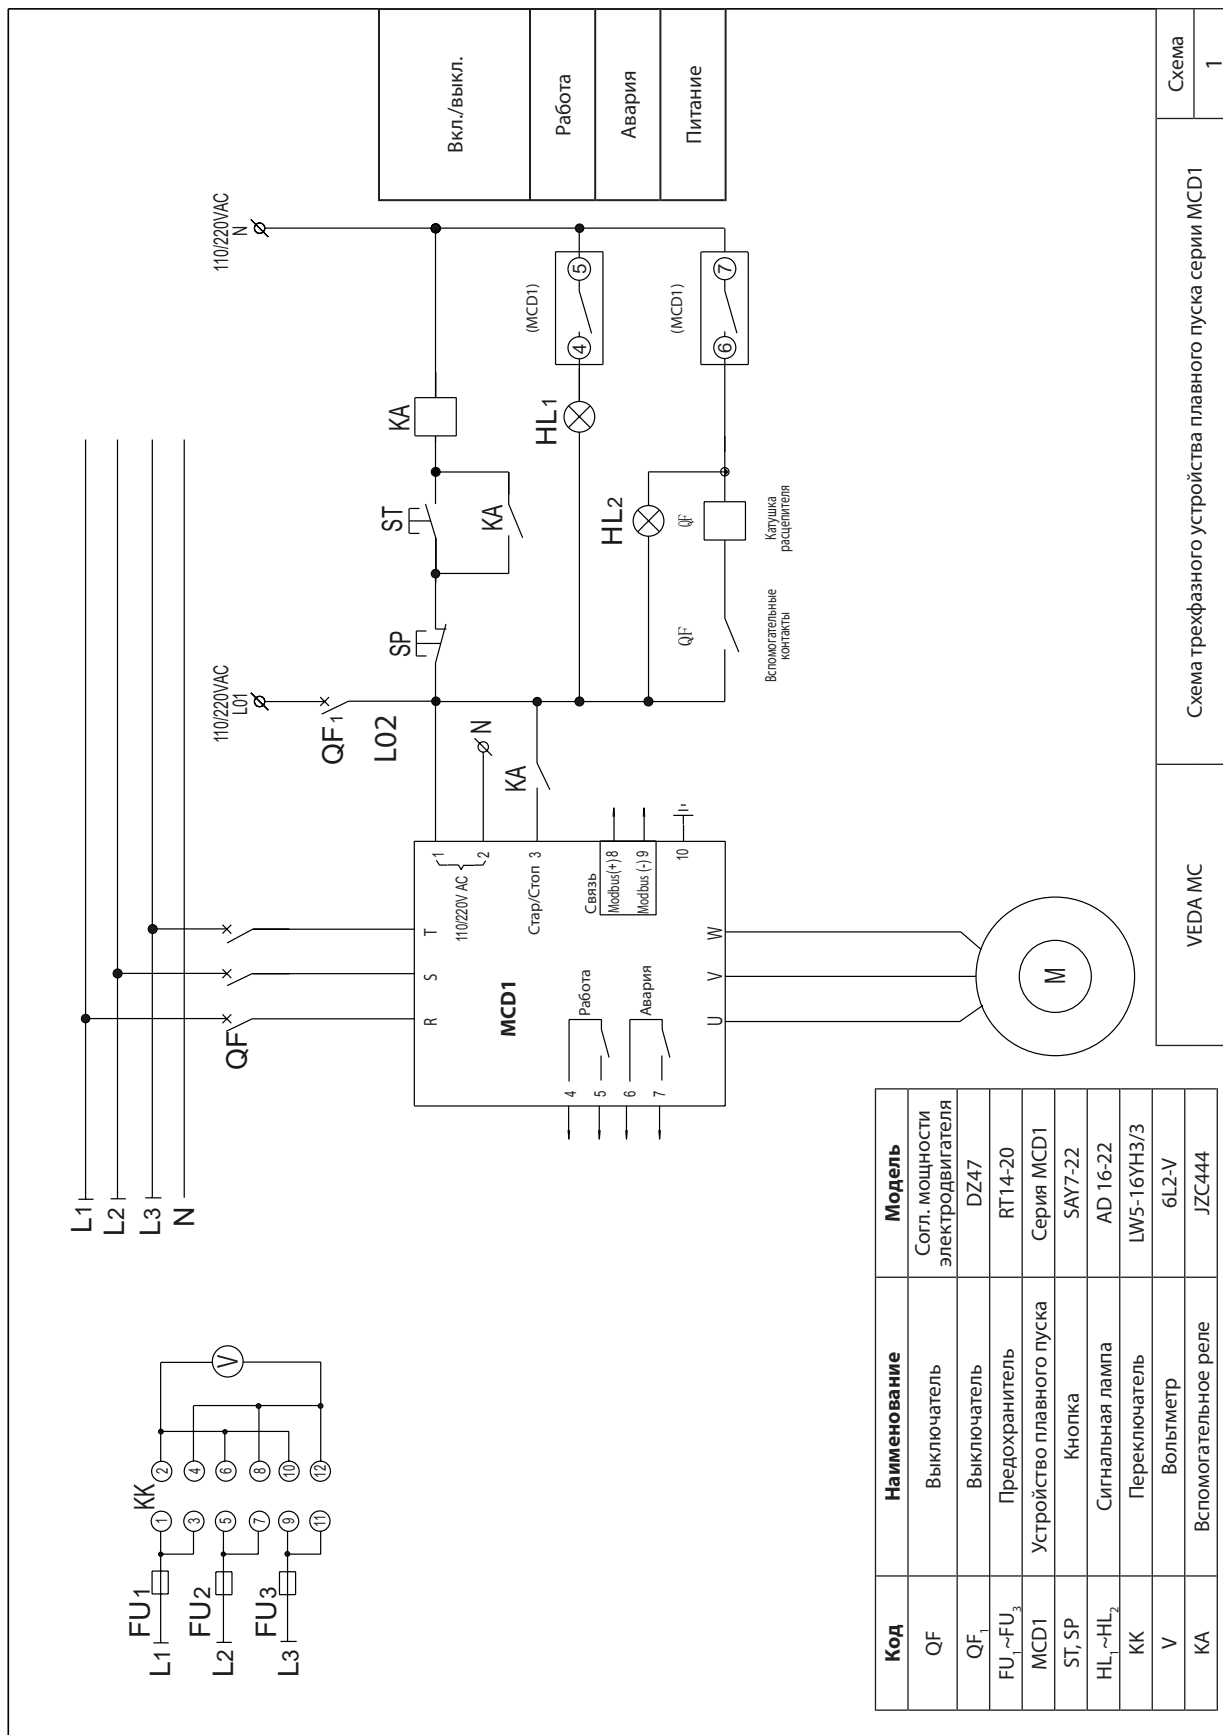 L1
L2
L3
FU1
FU2
FU3
KK
1
2
3
4
5
6
7
8
9
10
11
12
V
L1
L2
L3
N
QF
R
S
T
MCD1
1
2
110/220V AC
Стар/Стоп 3
Связь
Modbus(+) 8
Modbus (-) 9
10
Работа
4
5
Авария
6
7
U
V
W
M
110/220VAC
L01
QF1
L02
N
KA
SP
ST
KA
KA
110/220VAC
N
HL1
(MCD1)
4
5
HL2
QF
Вспомогательные
контакты
QF
Катушка
расцепителя
(MCD1)
6
7
Вкл./выкл.
Работа
Авария
Питание
Код Наименование Модель
QF Выключатель Согл. мощности
электродвигателя
QF1 Выключатель DZ47
FU1~FU3 Предохранитель RT14-20
MCD1 Устройство плавного пуска Серия MCD1
ST, SP Кнопка SAY7-22
HL1~HL2 Сигнальная лампа AD 16-22
KK Переключатель LW5-16YH3/3
V Вольтметр 6L2-V
KA Вспомогательное реле JZC444
VEDA MC
Схема трехфазного устройства плавного пуска серии MCD1
Схема
1